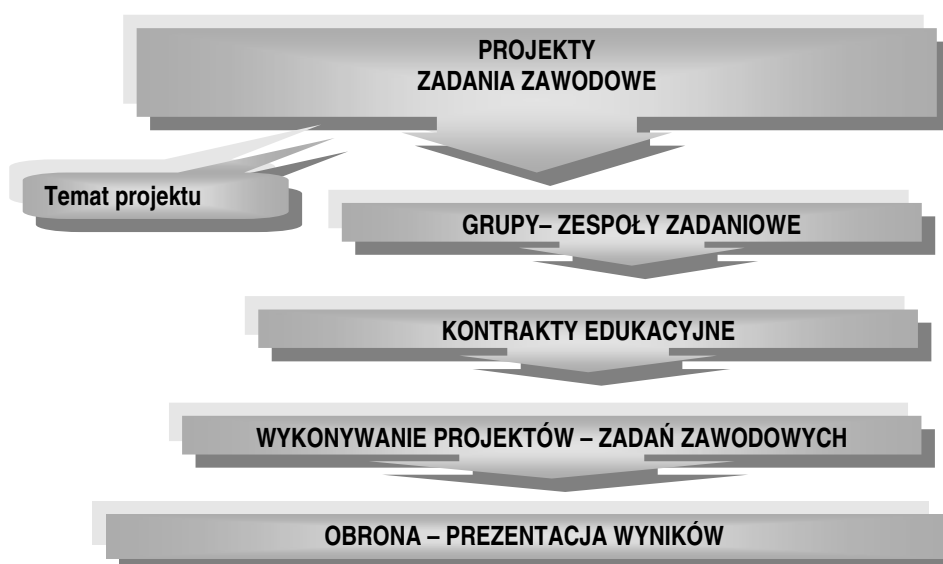 PROJEKTY
ZADANIA ZAWODOWE
Temat projektu
GRUPY– ZESPOŁY ZADANIOWE
KONTRAKTY EDUKACYJNE
WYKONYWANIE PROJEKTÓW – ZADAŃ ZAWODOWYCH
OBRONA – PREZENTACJA WYNIKÓW